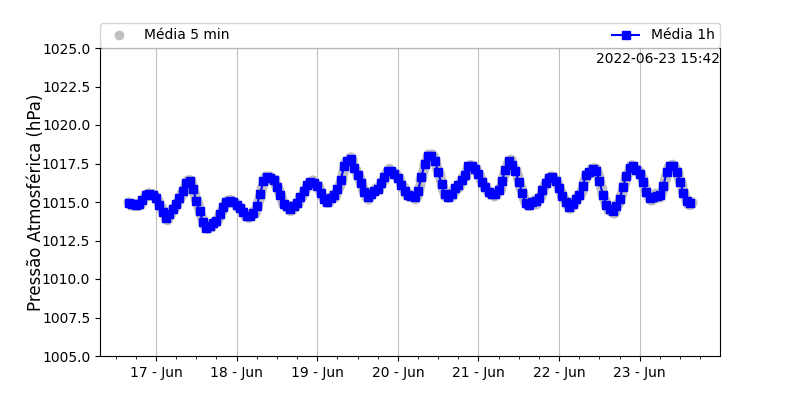 Média 5 min
Média 1h
2022-06-23 15:42
Pressão Atmosférica (hPa)
1025.0
1022.5
1020.0
1017.5
1015.0
1012.5
1010.0
1007.5
1005.0
17 - Jun
18 - Jun
19 - Jun
20 - Jun
21 - Jun
22 - Jun
23 - Jun